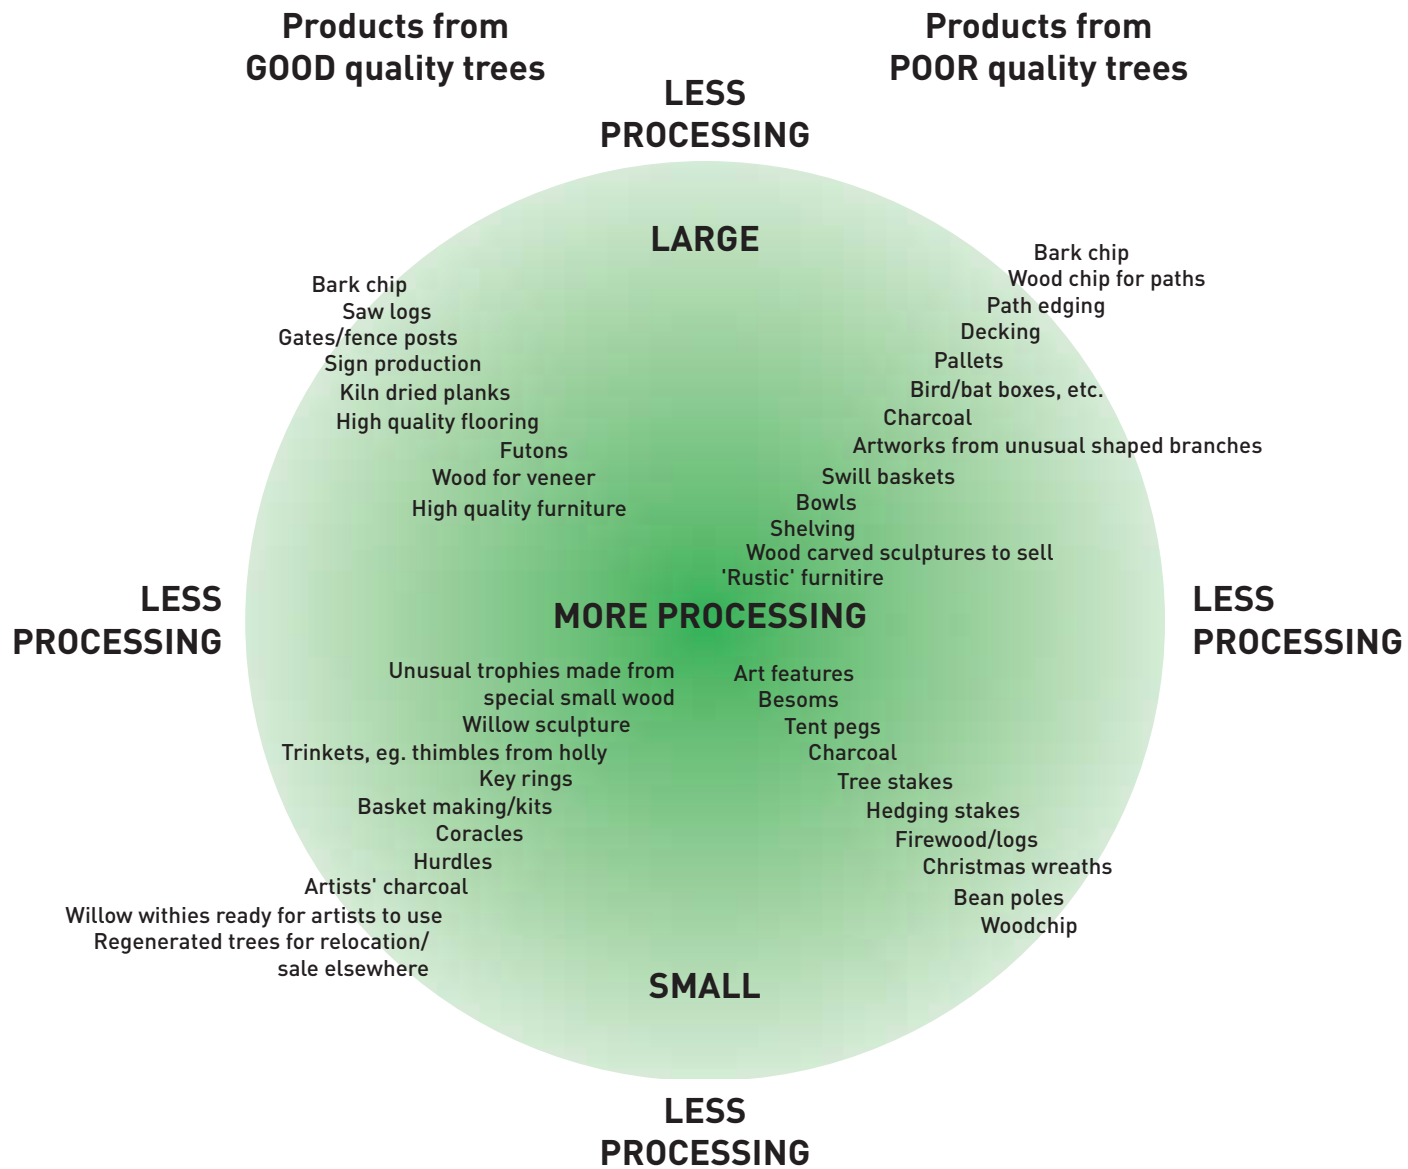 Products from
GOOD quality trees
Products from
POOR quality trees
LESS
PROCESSING
LARGE
Bark chip
Saw logs
Gates/fence posts
Sign production
Kiln dried planks
High quality flooring
Futons
Wood for veneer
High quality furniture
Bark chip
Wood chip for paths
Path edging
Decking
Pallets
Bird/bat boxes, etc.
Charcoal
Artworks from unusual shaped branches
Swill baskets
Bowls
Shelving
Wood carved sculptures to sell
'Rustic' furnitire
LESS
PROCESSING
MORE PROCESSING
LESS
PROCESSING
Unusual trophies made from
special small wood
Willow sculpture
Trinkets, eg. thimbles from holly
Key rings
Basket making/kits
Coracles
Hurdles
Artists' charcoal
Willow withies ready for artists to use
Regenerated trees for relocation/
sale elsewhere
Art features
Besoms
Tent pegs
Charcoal
Tree stakes
Hedging stakes
Firewood/logs
Christmas wreaths
Bean poles
Woodchip
SMALL
LESS
PROCESSING